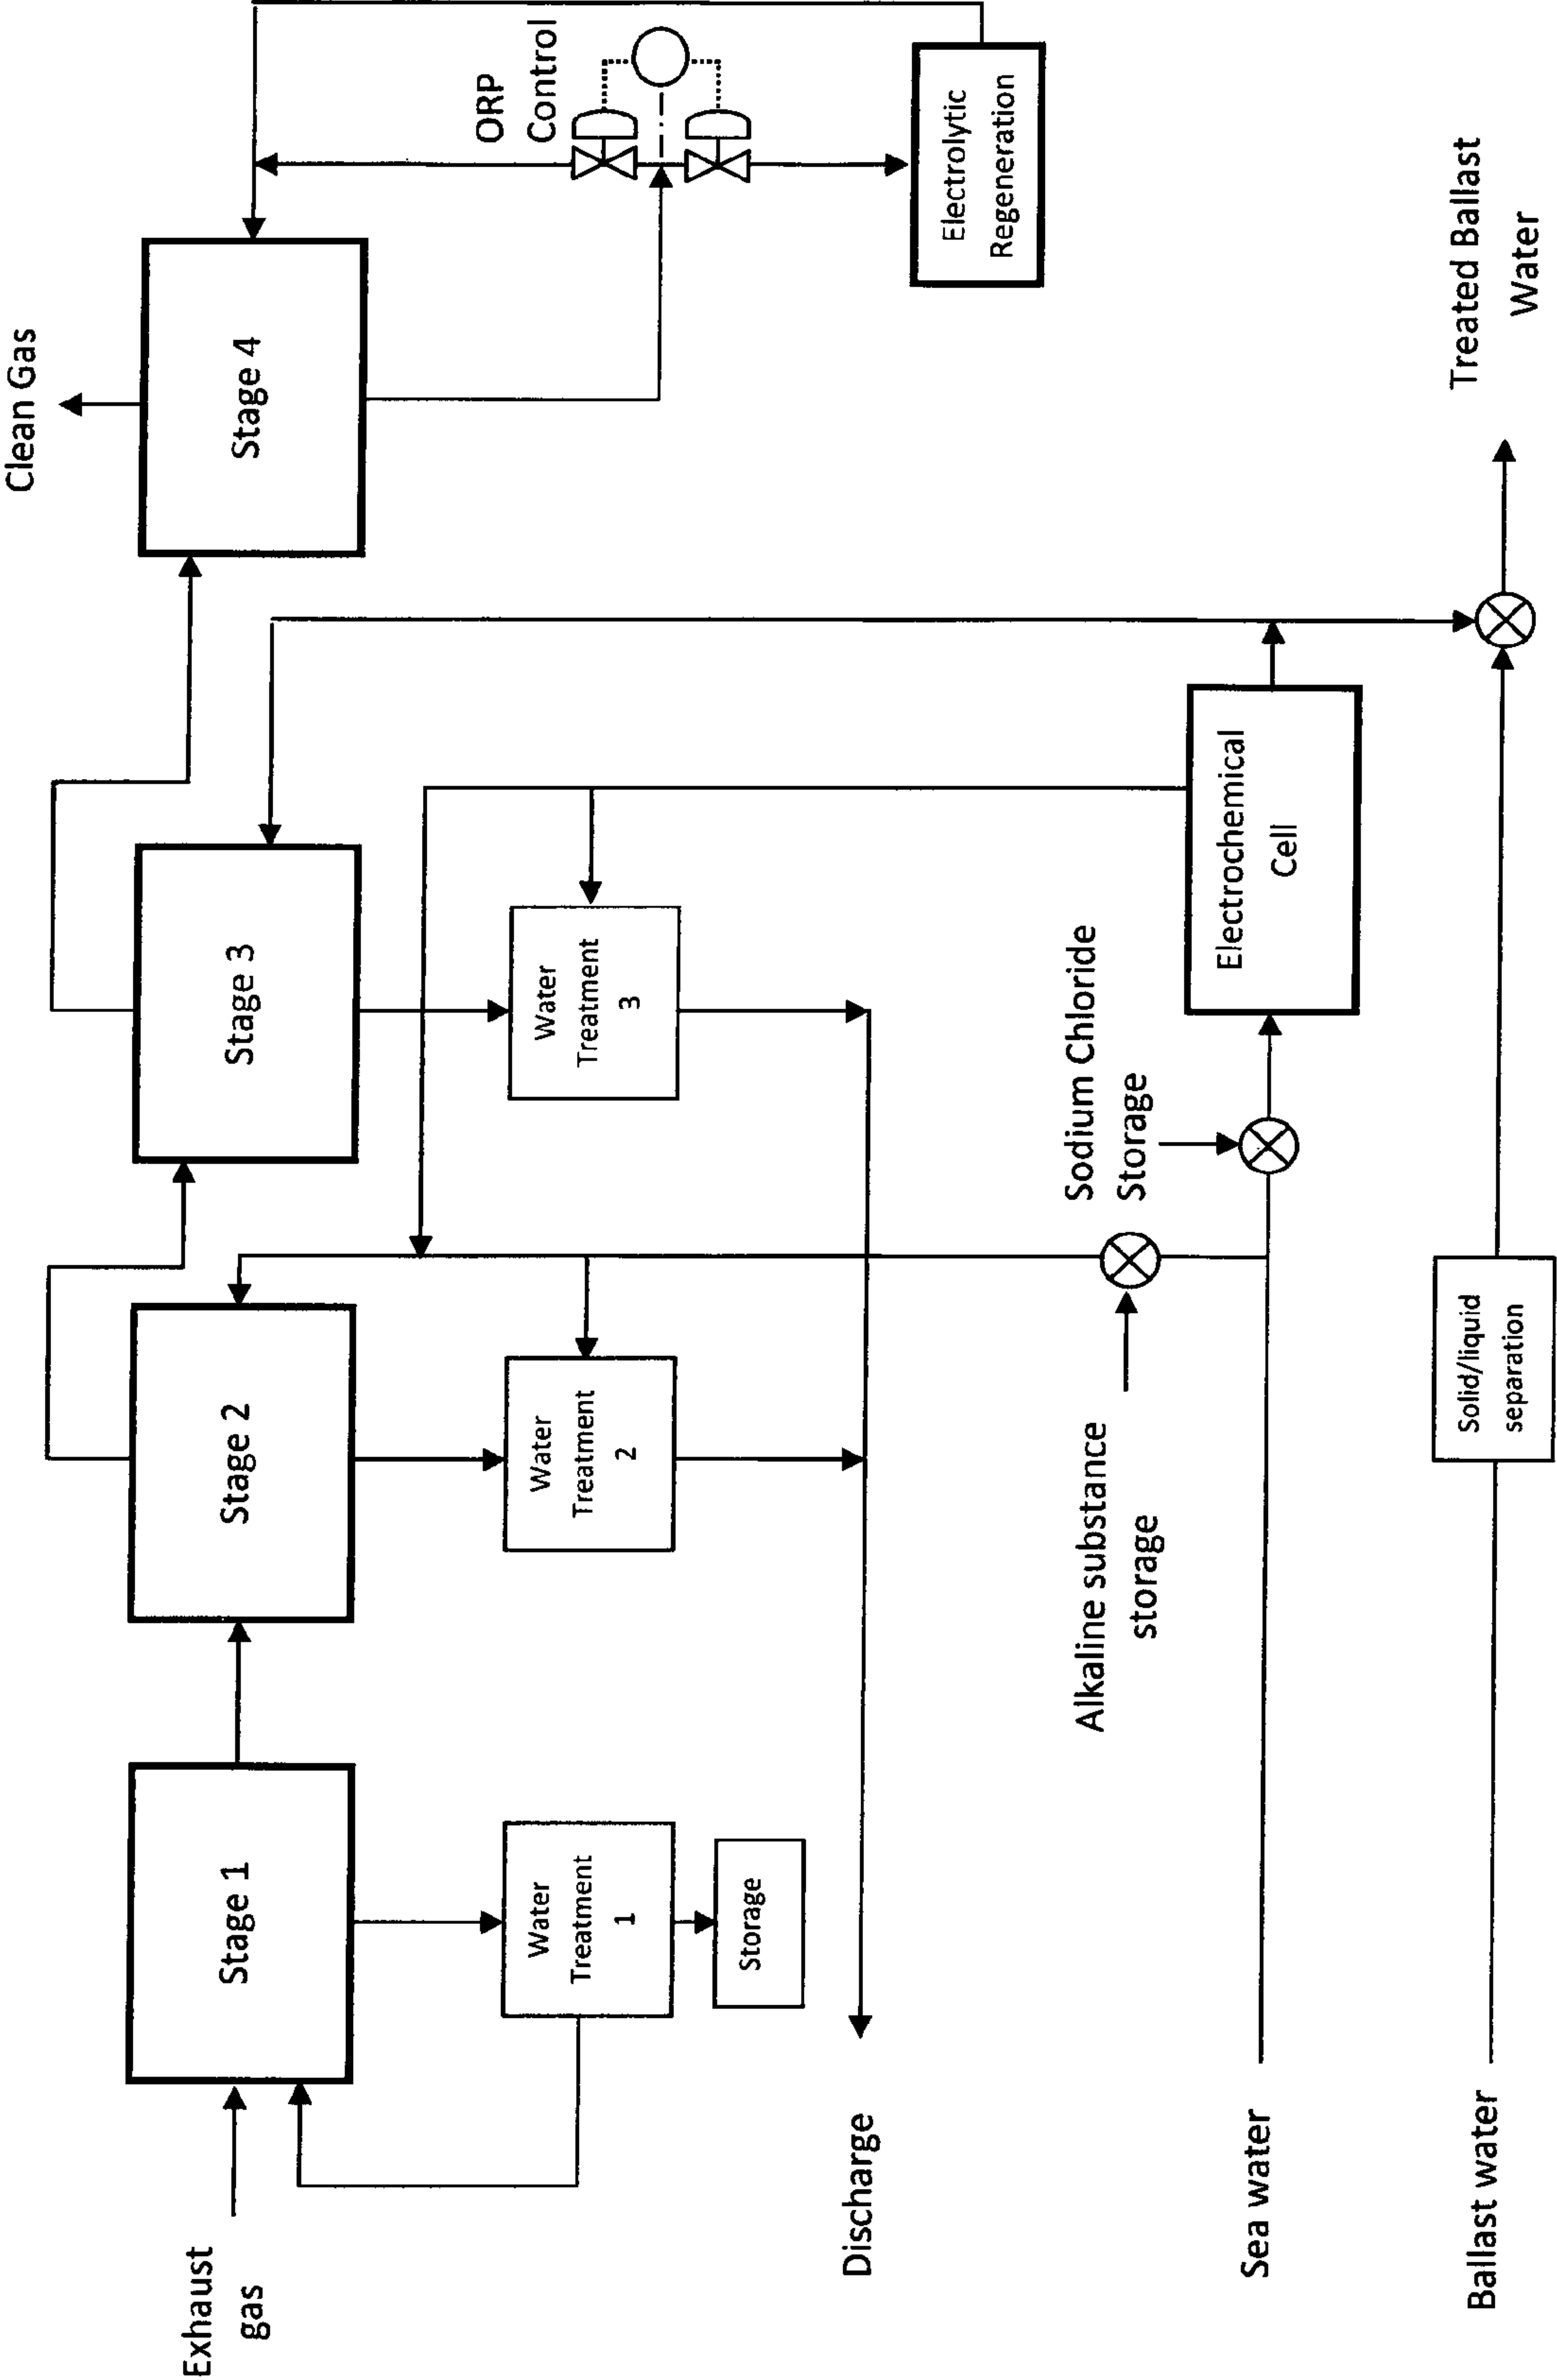 Exhaust
gas
Stage 1
Stage 2
Stage 3
Stage 4
Clean Gas
Water
Treatment
1
Storage
Water
Treatment
2
Water
Treatment
3
ORP
Control
Electrolytic
Regeneration
Discharge
Alkaline substance
storage
Sodium Chloride
Storage
Electrochemical
Cell
Sea water
Ballast water
Solid/liquid
separation
Treated Ballast
Water